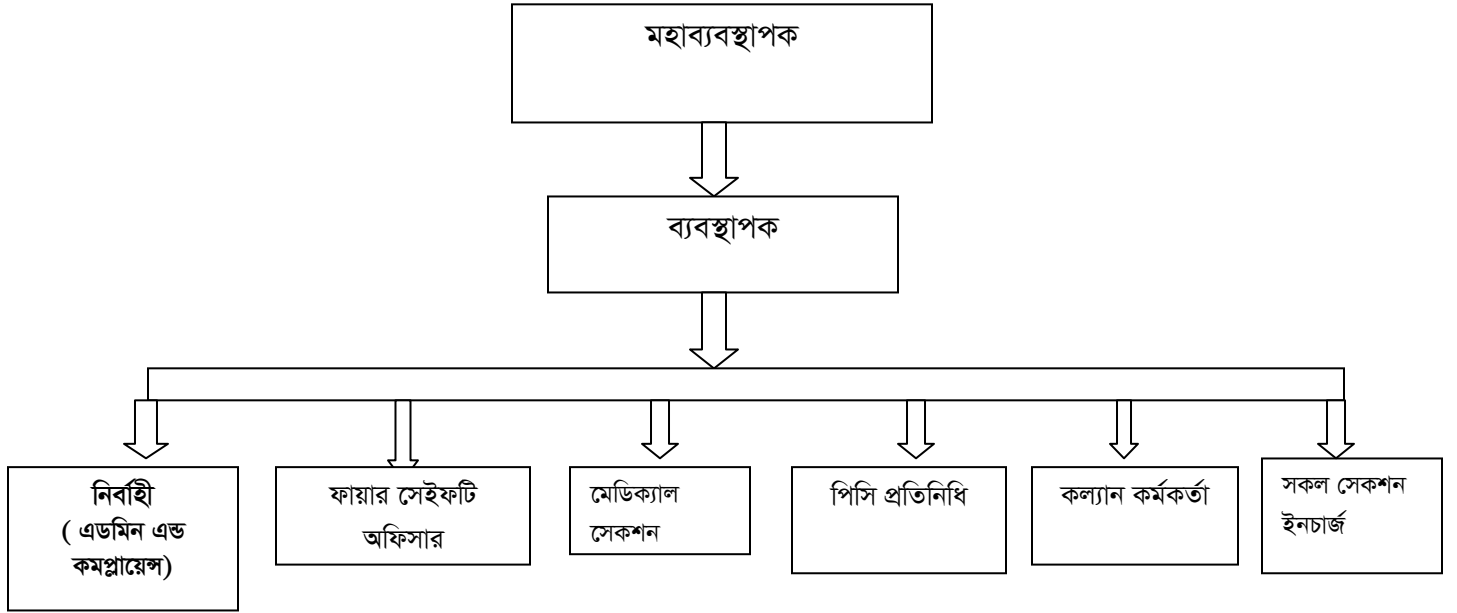 মহাব্যবস্থাপক
ব্যবস্থাপক
নির্বাহী
( এডমিন এন্ড
কমপ্লায়েন্স)
ফায়ার সেইফটি
অফিসার
মেডিক্যাল
সেকশন
পিসি প্রতিনিধি
কল্যান কর্মকর্তা
সকল সেকশন
ইনচার্জ